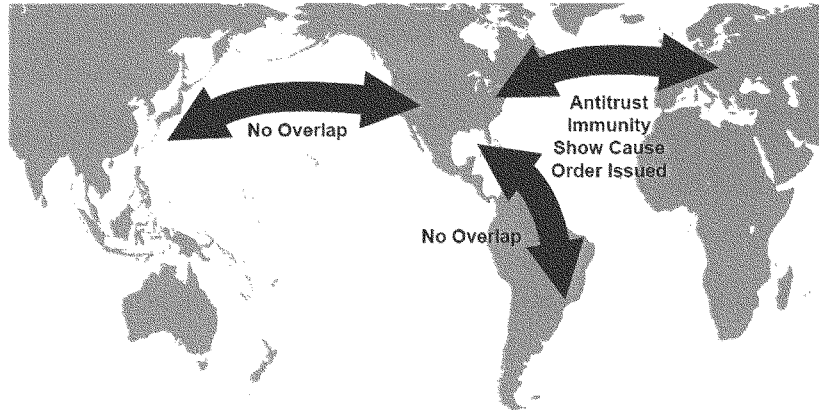 No Overlap
Antitrust
Immunity
Show Cause
Order Issued
No Overlap